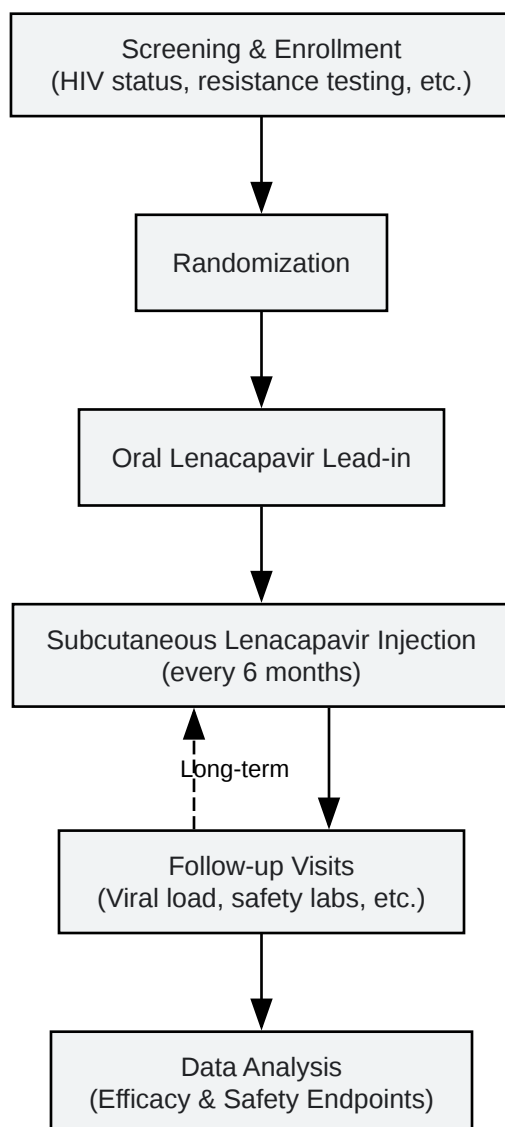 Screening & Enrollment
(HIV status, resistance testing, etc.)
Randomization
Oral Lenacapavir Lead-in
Subcutaneous Lenacapavir Injection
(every 6 months)
Long-term
Follow-up Visits
(Viral load, safety labs, etc.)
Data Analysis
(Efficacy & Safety Endpoints)